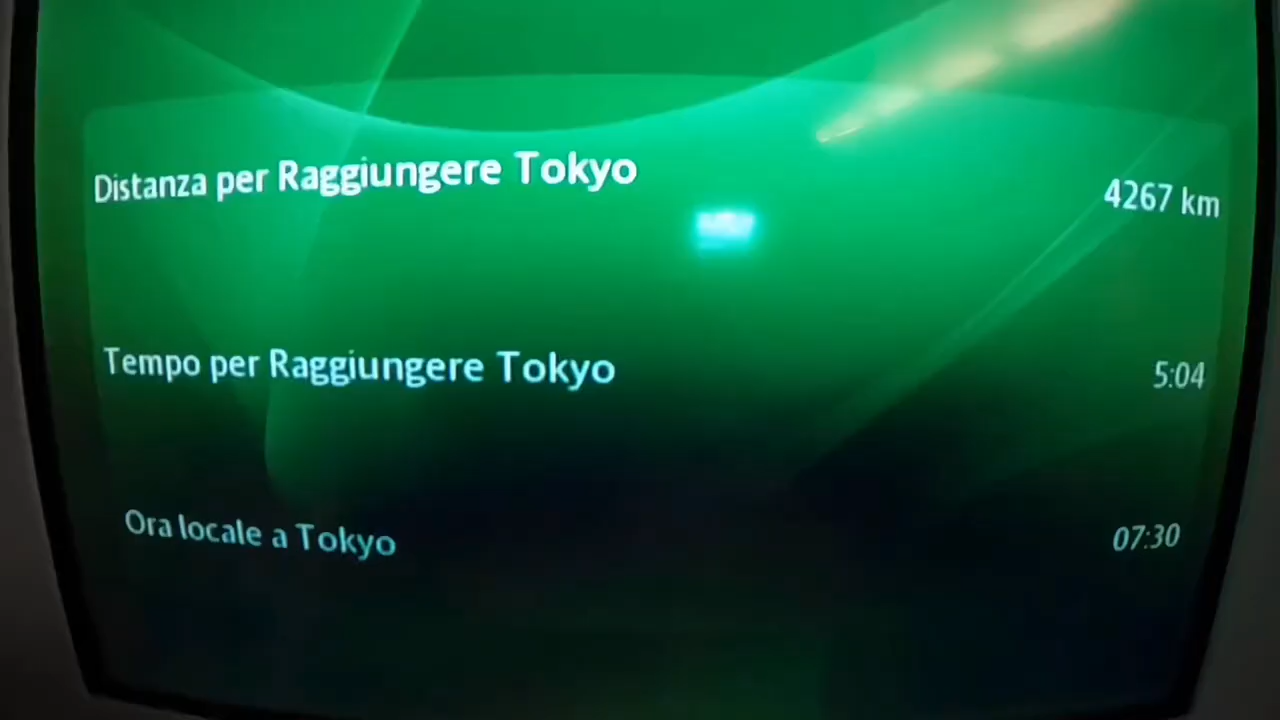 Distanza per Raggiungere Tokyo 4267 km
Tempo per Raggiungere Tokyo 5:04
Ora locale a Tokyo 07:30